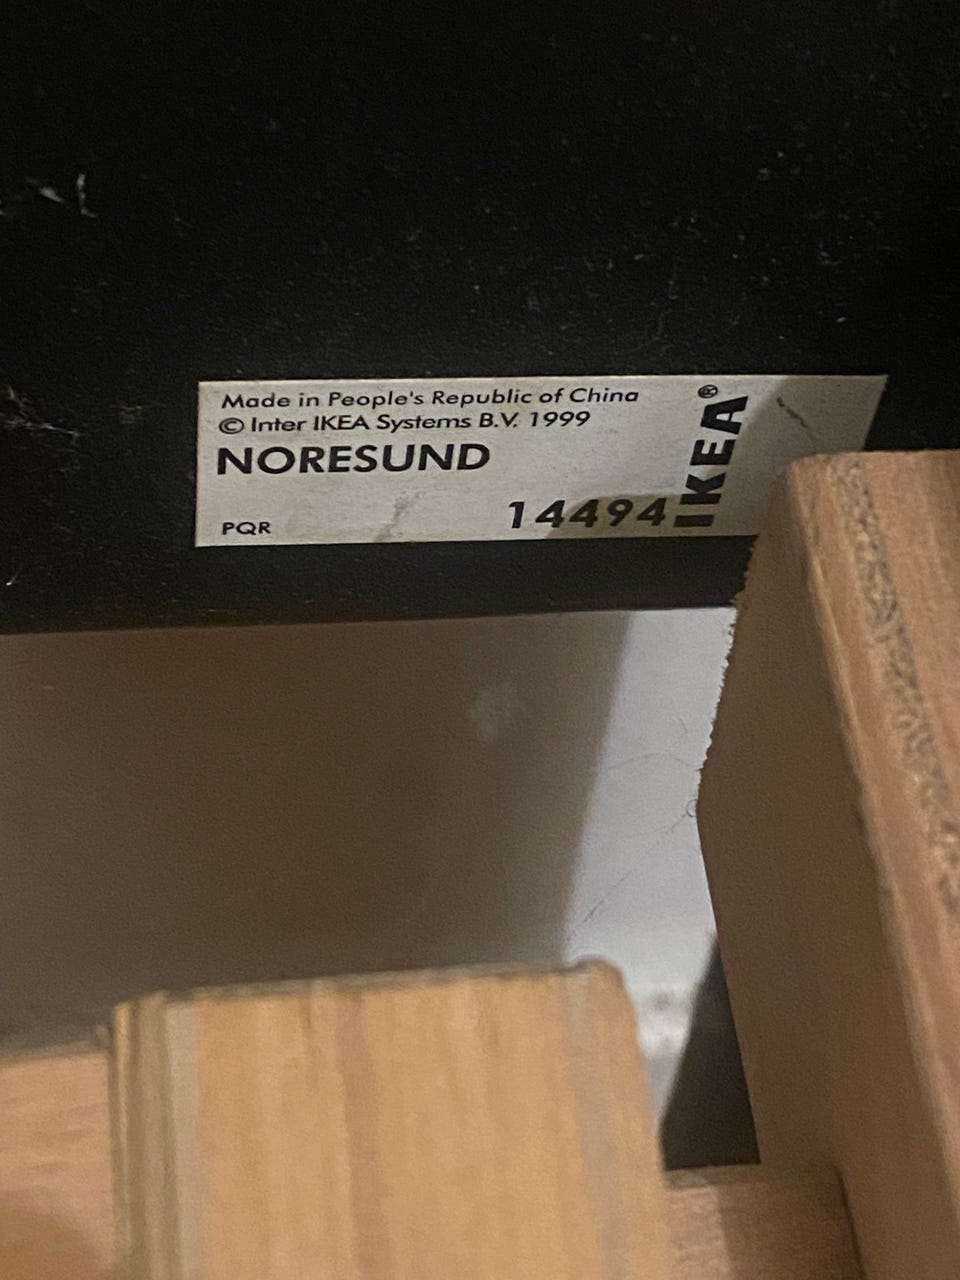 Made in People's Republic of China
© Inter IKEA Systems B.V. 1999
NORESUND
PQR
14494
IKEA®